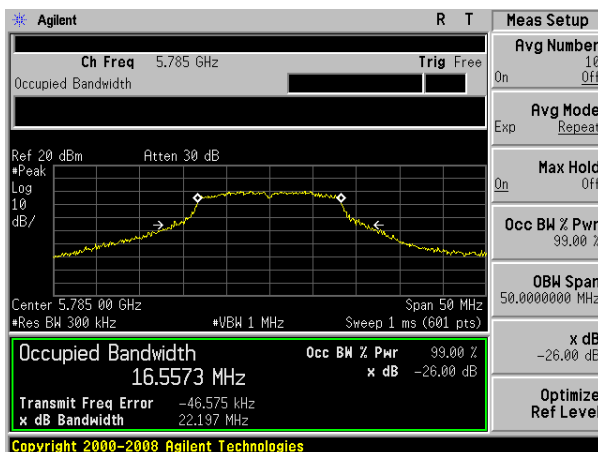 Agilent R T
Ch Freq 5.785 GHz Trig Free
Occupied Bandwidth
Ref 20 dBm Atten 30 dB
#Peak
Log
10
dB/
Center 5.785 00 GHz Span 50 MHz
#Res BW 300 kHz #VBW 1 MHz Sweep 1 ms (601 pts)
Occupied Bandwidth
16.5573 MHz
Occ BW % Pwr 99.00 %
x dB -26.00 dB
Transmit Freq Error -46.575 kHz
x dB Bandwidth 22.197 MHz
Copyright 2000-2008 Agilent Technologies
Meas Setup
Avg Number
10
On Off
Avg Mode
Exp Repeat
Max Hold
On Off
Occ BW % Pwr
99.00 %
OBW Span
50.0000000 MHz
x dB
-26.00 dB
Optimize
Ref Level